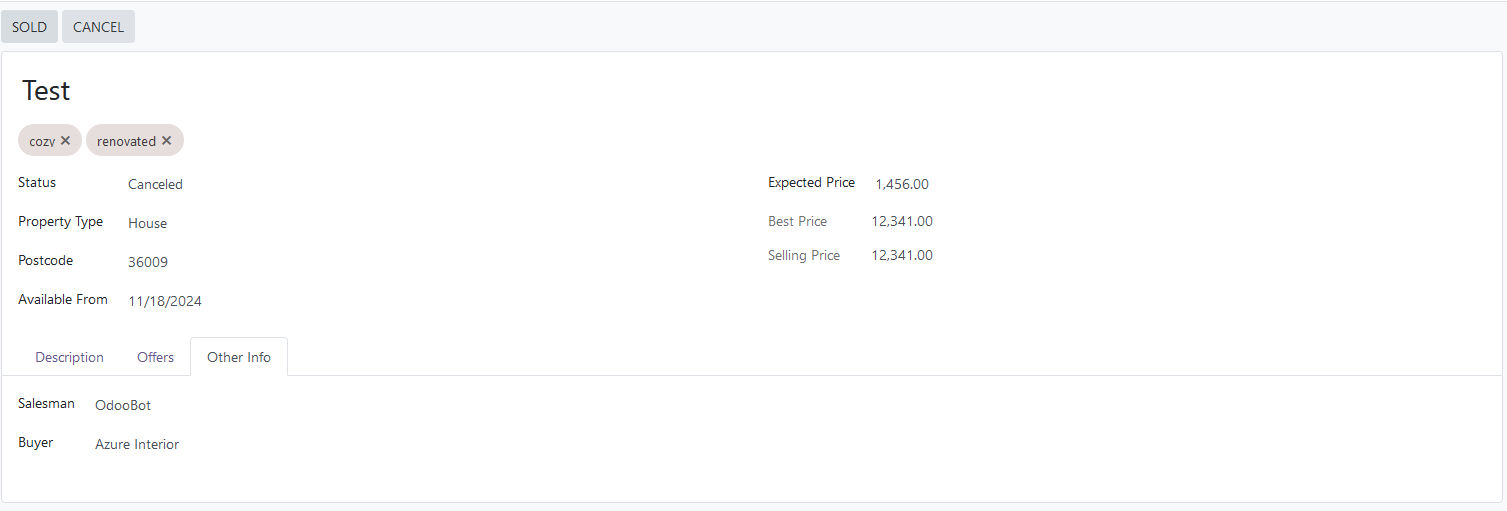 SOLD CANCEL
Test
cozy × renovated ×
Status Canceled Expected Price 1,456.00
Property Type House Best Price 12,341.00
Postcode 36009 Selling Price 12,341.00
Available From 11/18/2024
Description Offers Other Info
Salesman OdooBot
Buyer Azure Interior